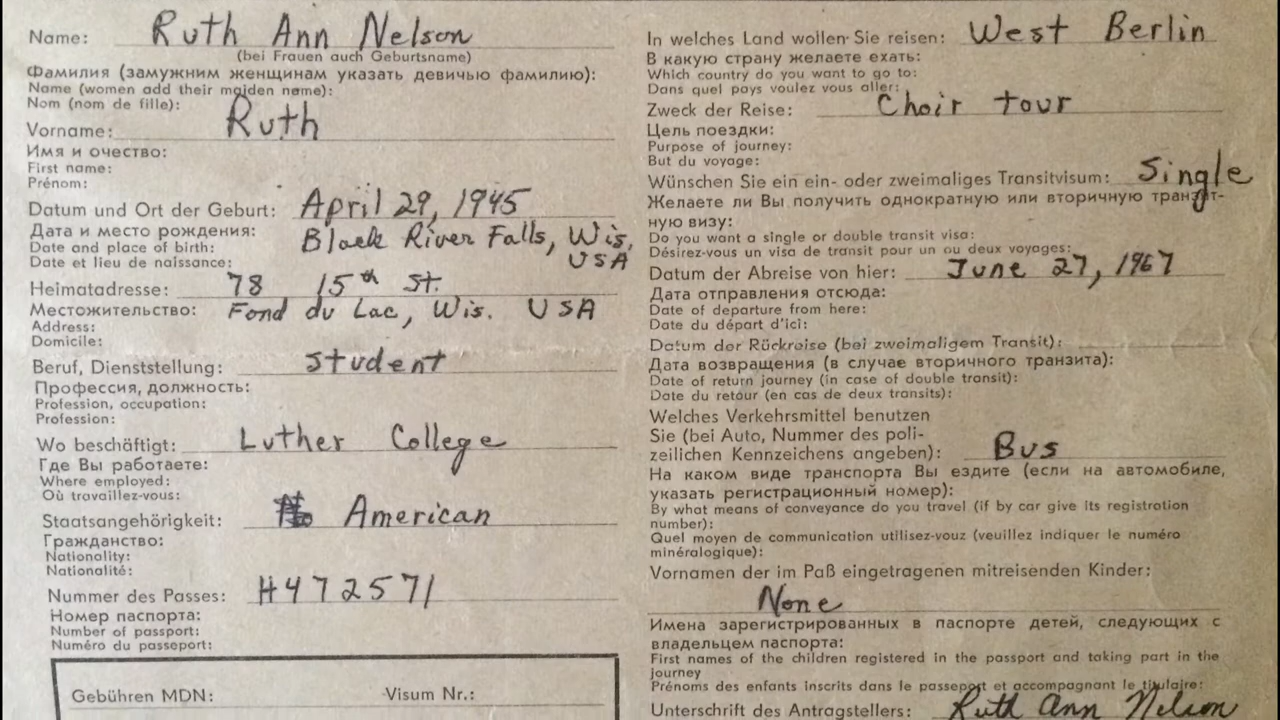 Name: Ruth Ann Nelson
(bei Frauen auch Geburtsname)
Фамилия (замужним женщинам указать девичью фамилию):
Name (women add their maiden name):
Nom (nom de fille):
Vorname: Ruth
Имя и очество:
First name:
Prénom:
Datum und Ort der Geburt: April 29, 1945
Дата и место рождения: Black River Falls, Wis,
Date and place of birth: USA
Date et lieu de naissance:
Heimatadresse: 78 15th St.
Местожительство: Fond du Lac, Wis. USA
Address:
Domicile:
Beruf, Dienststellung: Student
Профессия, должность:
Profession, occupation:
Profession:
Wo beschäftigt: Luther College
Где Вы работаете:
Where employed:
Où travaillez-vous:
Staatsangehörigkeit: American
Гражданство:
Nationality:
Nationalité:
Nummer des Passes: H472571
Номер паспорта:
Number of passport:
Numéro du passeport:
Gebühren MDN: Visum Nr.:
In welches Land wollen Sie reisen: West Berlin
В какую страну желаете ехать:
Which country do you want to go to:
Dans quel pays voulez vous aller:
Zweck der Reise: Choir tour
Цель поездки:
Purpose of journey:
But du voyage:
Wünschen Sie ein ein- oder zweimaliges Transitvisum: Single
Желаете ли Вы получить однократную или вторичную транзит-
ную визу:
Do you want a single or double transit visa:
Désirez-vous un visa de transit pour un ou deux voyages:
Datum der Abreise von hier: June 27, 1967
Дата отправления отсюда:
Date of departure from here:
Date du départ d'ici:
Datum der Rückreise (bei zweimaligem Transit):
Дата возвращения (в случае вторичного транзита):
Date of return journey (in case of double transit):
Date du retour (en cas de deux transits):
Welches Verkehrsmittel benutzen
Sie (bei Auto, Nummer des poli-
zeilichen Kennzeichens angeben): Bus
На каком виде транспорта Вы ездите (если на автомобиле,
указать регистрационный номер):
By what means of conveyance do you travel (if by car give its registration
number):
Quel moyen de communication utilisez-vouz (veuillez indiquer le numéro
minéralogique):
Vornamen der im Paß eingetragenen mitreisenden Kinder:
None
Имена зарегистрированных в паспорте детей, следующих с
владельцем паспорта:
First names of the children registered in the passport and taking part in the
journey
Prénoms des enfants inscrits dans le passeport et accompagnant le titulaire:
Unterschrift des Antragstellers: Ruth Ann Nelson